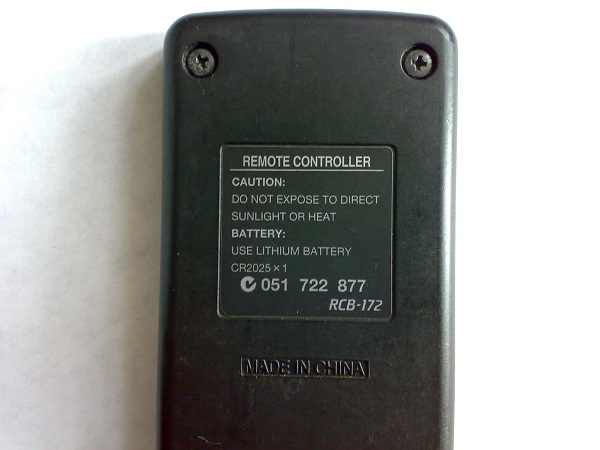 REMOTE CONTROLLER
CAUTION:
DO NOT EXPOSE TO DIRECT
SUNLIGHT OR HEAT
BATTERY:
USE LITHIUM BATTERY
CR2025 × 1
051 722 877
RCB-172
MADE IN CHINA